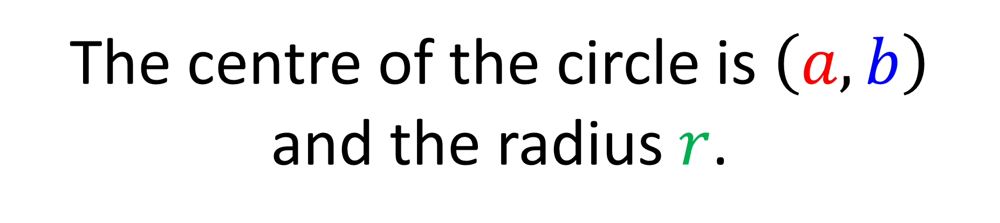 The centre of the circle is (a, b)
and the radius r.